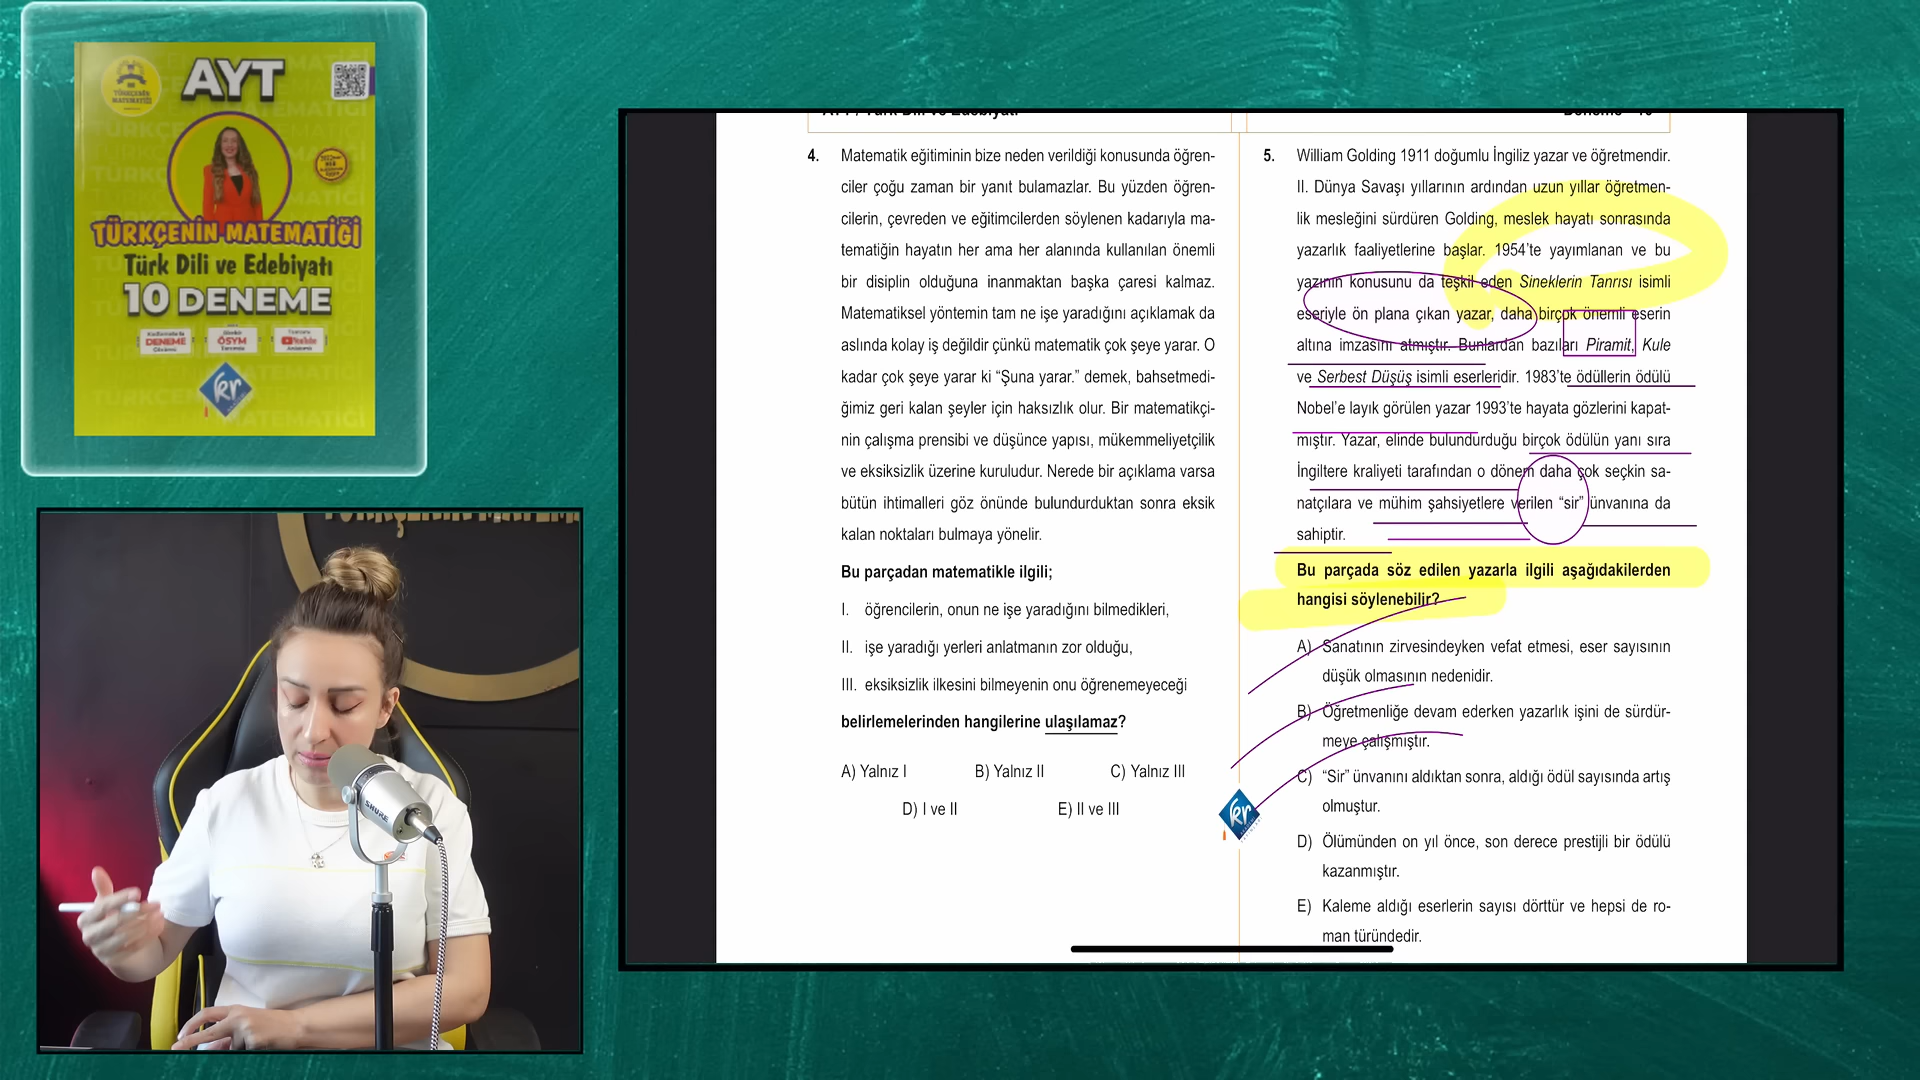 AYT
TÜRKÇENİN MATEMATİĞİ
Türk Dili ve Edebiyatı
10 DENEME
DENEME
ÖSYM
YouTube
kr
SHURE
4. Matematik eğitiminin bize neden verildiği konusunda öğren-
ciler çoğu zaman bir yanıt bulamazlar. Bu yüzden öğren-
cilerin, çevreden ve eğitimcilerden söylenen kadarıyla ma-
tematiğin hayatın her ama her alanında kullanılan önemli
bir disiplin olduğuna inanmaktan başka çaresi kalmaz.
Matematiksel yöntemin tam ne işe yaradığını açıklamak da
aslında kolay iş değildir çünkü matematik çok şeye yarar. O
kadar çok şeye yarar ki “Şuna yarar.” demek, bahsetmedi-
ğimiz geri kalan şeyler için haksızlık olur. Bir matematikçi-
nin çalışma prensibi ve düşünce yapısı, mükemmeliyetçilik
ve eksiksizlik üzerine kuruludur. Nerede bir açıklama varsa
bütün ihtimalleri göz önünde bulundurduktan sonra eksik
kalan noktaları bulmaya yönelir.
Bu parçadan matematikle ilgili;
I. öğrencilerin, onun ne işe yaradığını bilmedikleri,
II. işe yaradığı yerleri anlatmanın zor olduğu,
III. eksiksizlik ilkesini bilmeyenin onu öğrenemeyeceği
belirlemelerinden hangilerine ulaşılamaz?
A) Yalnız I B) Yalnız II C) Yalnız III
D) I ve II E) II ve III
5. William Golding 1911 doğumlu İngiliz yazar ve öğretmendir.
II. Dünya Savaşı yıllarının ardından uzun yıllar öğretmen-
lik mesleğini sürdüren Golding, meslek hayatı sonrasında
yazarlık faaliyetlerine başlar. 1954’te yayımlanan ve bu
yazının konusunu da teşkil eden Sineklerin Tanrısı isimli
eseriyle ön plana çıkan yazar, daha birçok önemli eserin
altına imzasını atmıştır. Bunlardan bazıları Piramit, Kule
ve Serbest Düşüş isimli eserleridir. 1983’te ödüllerin ödülü
Nobel’e layık görülen yazar 1993’te hayata gözlerini kapat-
mıştır. Yazar, elinde bulundurduğu birçok ödülün yanı sıra
İngiltere kraliyeti tarafından o dönem daha çok seçkin sa-
natçılara ve mühim şahsiyetlere verilen “sir” ünvanına da
sahiptir.
Bu parçada söz edilen yazarla ilgili aşağıdakilerden
hangisi söylenebilir?
A) Sanatının zirvesindeyken vefat etmesi, eser sayısının
düşük olmasının nedenidir.
B) Öğretmenliğe devam ederken yazarlık işini de sürdür-
meye çalışmıştır.
C) “Sir” ünvanını aldıktan sonra, aldığı ödül sayısında artış
olmuştur.
D) Ölümünden on yıl önce, son derece prestijli bir ödülü
kazanmıştır.
E) Kaleme aldığı eserlerin sayısı dörttür ve hepsi de ro-
man türündedir.
kr